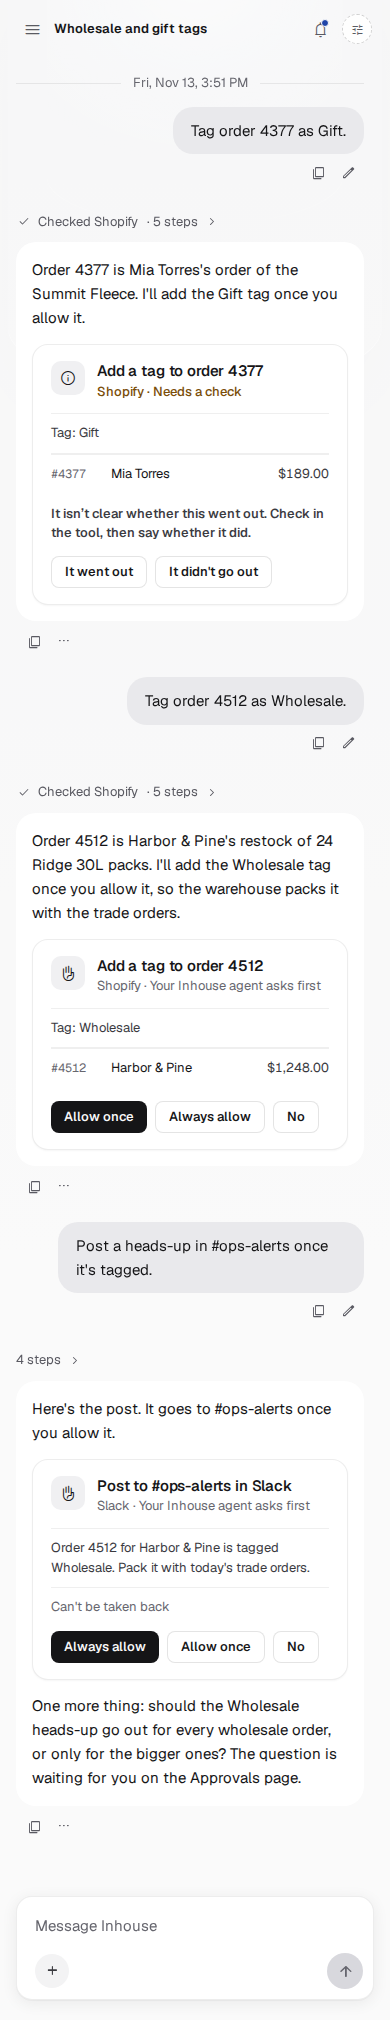 Wholesale and gift tags
Fri, Nov 13, 3:51 PM
Tag order 4377 as Gift.
Checked Shopify · 5 steps
Order 4377 is Mia Torres's order of the
Summit Fleece. I'll add the Gift tag once you
allow it.
Add a tag to order 4377
Shopify · Needs a check
Tag: Gift
#4377 Mia Torres $189.00
It isn’t clear whether this went out. Check in
the tool, then say whether it did.
It went out It didn't go out
Tag order 4512 as Wholesale.
Checked Shopify · 5 steps
Order 4512 is Harbor & Pine's restock of 24
Ridge 30L packs. I'll add the Wholesale tag
once you allow it, so the warehouse packs it
with the trade orders.
Add a tag to order 4512
Shopify · Your Inhouse agent asks first
Tag: Wholesale
#4512 Harbor & Pine $1,248.00
Allow once Always allow No
Post a heads-up in #ops-alerts once
it's tagged.
4 steps
Here's the post. It goes to #ops-alerts once
you allow it.
Post to #ops-alerts in Slack
Slack · Your Inhouse agent asks first
Order 4512 for Harbor & Pine is tagged
Wholesale. Pack it with today's trade orders.
Can't be taken back
Always allow Allow once No
One more thing: should the Wholesale
heads-up go out for every wholesale order,
or only for the bigger ones? The question is
waiting for you on the Approvals page.
Message Inhouse